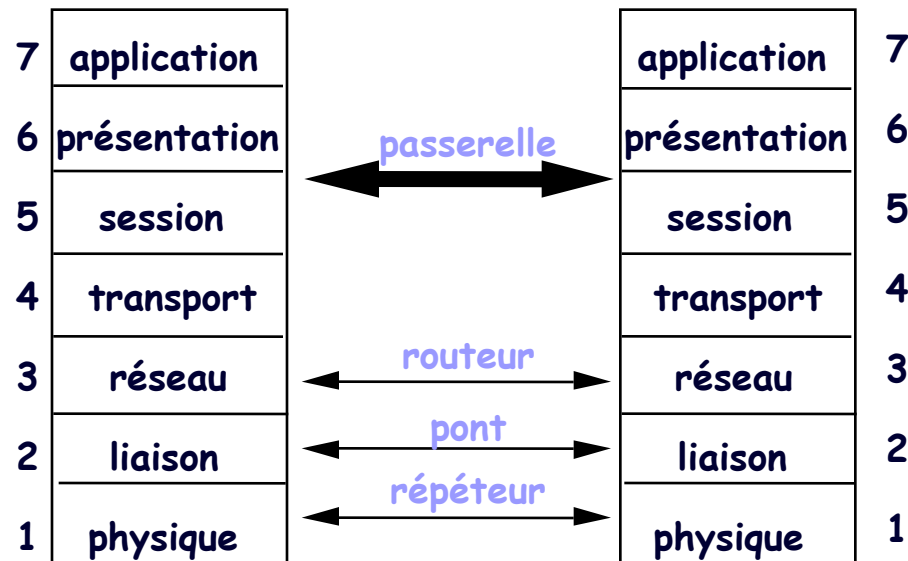 7 application application 7
6 présentation passerelle présentation 6
5 session session 5
4 transport transport 4
3 réseau routeur réseau 3
2 liaison pont liaison 2
répéteur
1 physique physique 1